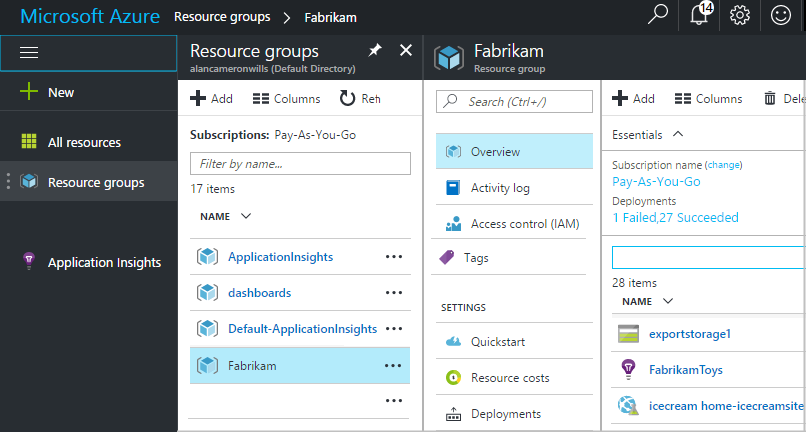 Microsoft Azure Resource groups > Fabrikam
14
New
All resources
Resource groups
Application Insights
Resource groups
alancameronwills (Default Directory)
Add Columns Reh
Subscriptions: Pay-As-You-Go
Filter by name...
17 items
NAME
ApplicationInsights
dashboards
Default-ApplicationInsights
Fabrikam
Fabrikam
Resource group
Search (Ctrl+/)
Overview
Activity log
Access control (IAM)
Tags
SETTINGS
Quickstart
Resource costs
Deployments
Add Columns Dele
Essentials
Subscription name (change)
Pay-As-You-Go
Deployments
1 Failed,27 Succeeded
28 items
NAME
exportstorage1
FabrikamToys
icecream home-icecreamsite